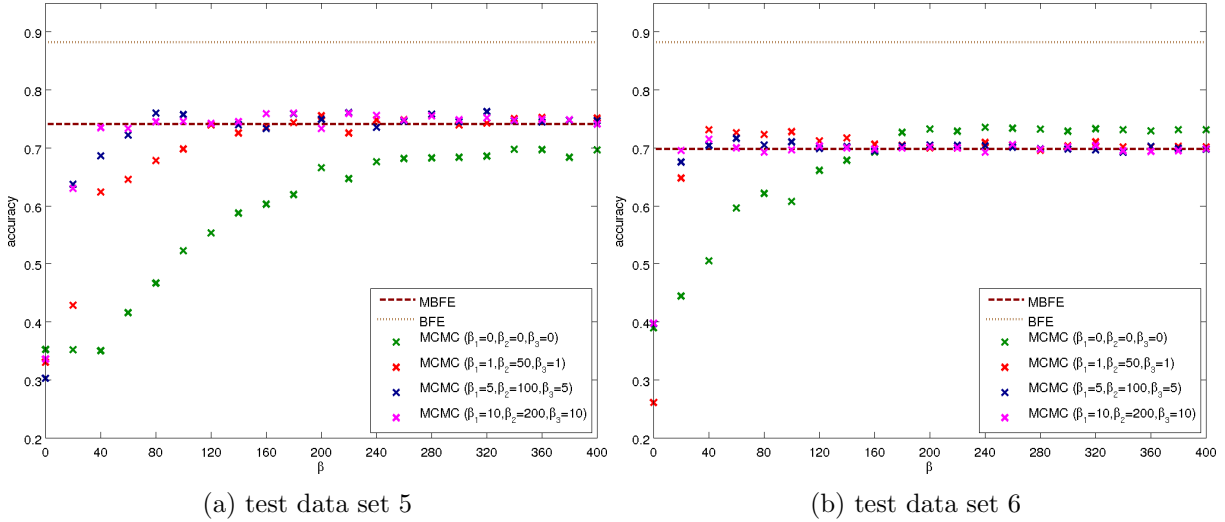 0.9
0.8
0.7
0.6
0.5
0.4
0.3
0.2
accuracy
0 40 80 120 160 200 240 280 320 360 400
β
MBFE
BFE
MCMC (β₁=0,β₂=0,β₃=0)
MCMC (β₁=1,β₂=50,β₃=1)
MCMC (β₁=5,β₂=100,β₃=5)
MCMC (β₁=10,β₂=200,β₃=10)
(a) test data set 5
0.9
0.8
0.7
0.6
0.5
0.4
0.3
0.2
accuracy
0 40 80 120 160 200 240 280 320 360 400
β
MBFE
BFE
MCMC (β₁=0,β₂=0,β₃=0)
MCMC (β₁=1,β₂=50,β₃=1)
MCMC (β₁=5,β₂=100,β₃=5)
MCMC (β₁=10,β₂=200,β₃=10)
(b) test data set 6